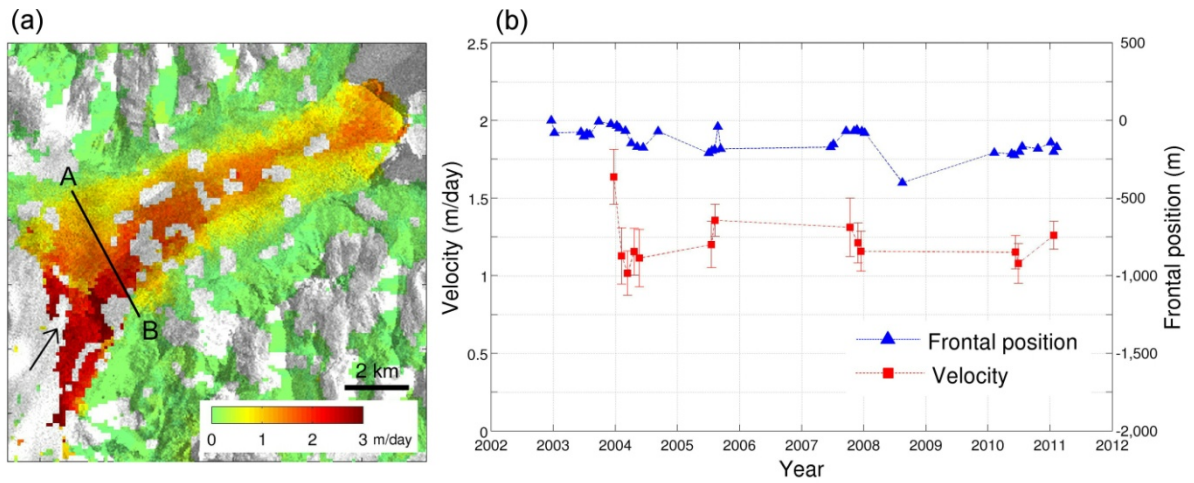 (a)
A
B
2 km
0 1 2 3 m/day
(b)
2.5
2
1.5
1
0.5
0
Velocity (m/day)
500
0
-500
-1,000
-1,500
-2,000
Frontal position (m)
Frontal position
Velocity
2002 2003 2004 2005 2006 2007 2008 2009 2010 2011 2012
Year